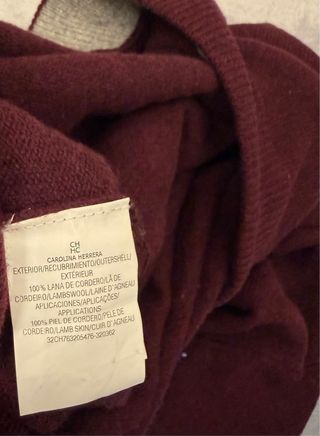 CH
HC
CAROLINA HERRERA
EXTERIOR/RECUBRIMIENTO/OUTERSHELL/
EXTÉRIEUR
100% LANA DE CORDERO/LÃ DE
CORDEIRO/LAMBSWOOL/LAINE D'AGNEAU
APLICACIONES/APLICAÇÕES/
APPLICATIONS
100% PIEL DE CORDERO/PELE DE
CORDEIRO/LAMB SKIN/CUIR D'AGNEAU
32CH763205476-320362